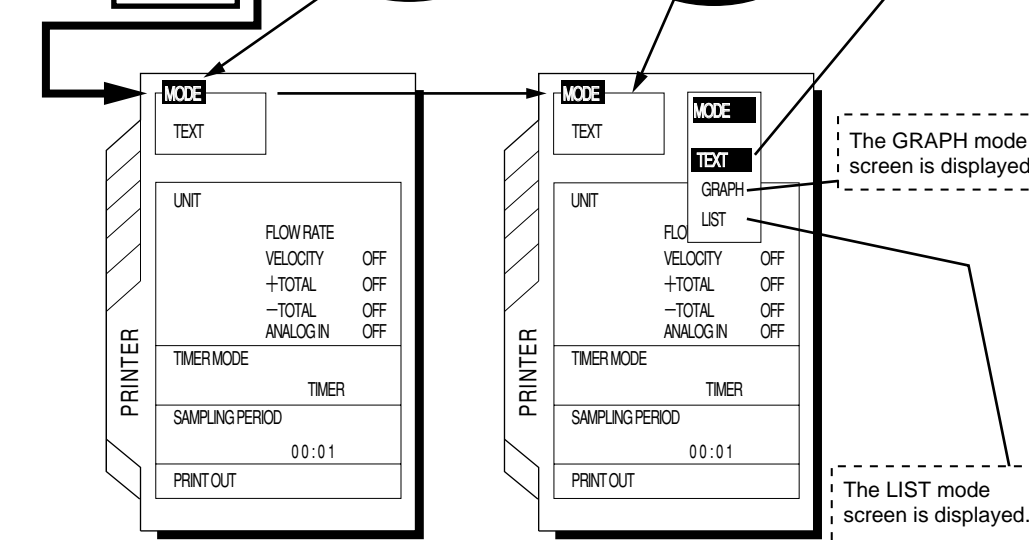 MODE
TEXT
UNIT
FLOW RATE
VELOCITY OFF
+TOTAL OFF
−TOTAL OFF
ANALOG IN OFF
TIMER MODE
TIMER
SAMPLING PERIOD
00:01
PRINT OUT
PRINTER
MODE
TEXT
MODE
TEXT
GRAPH
LIST
UNIT
FLO
VELOCITY OFF
+TOTAL OFF
−TOTAL OFF
ANALOG IN OFF
TIMER MODE
TIMER
SAMPLING PERIOD
00:01
PRINT OUT
PRINTER
The GRAPH mode
screen is displayed
The LIST mode
screen is displayed.